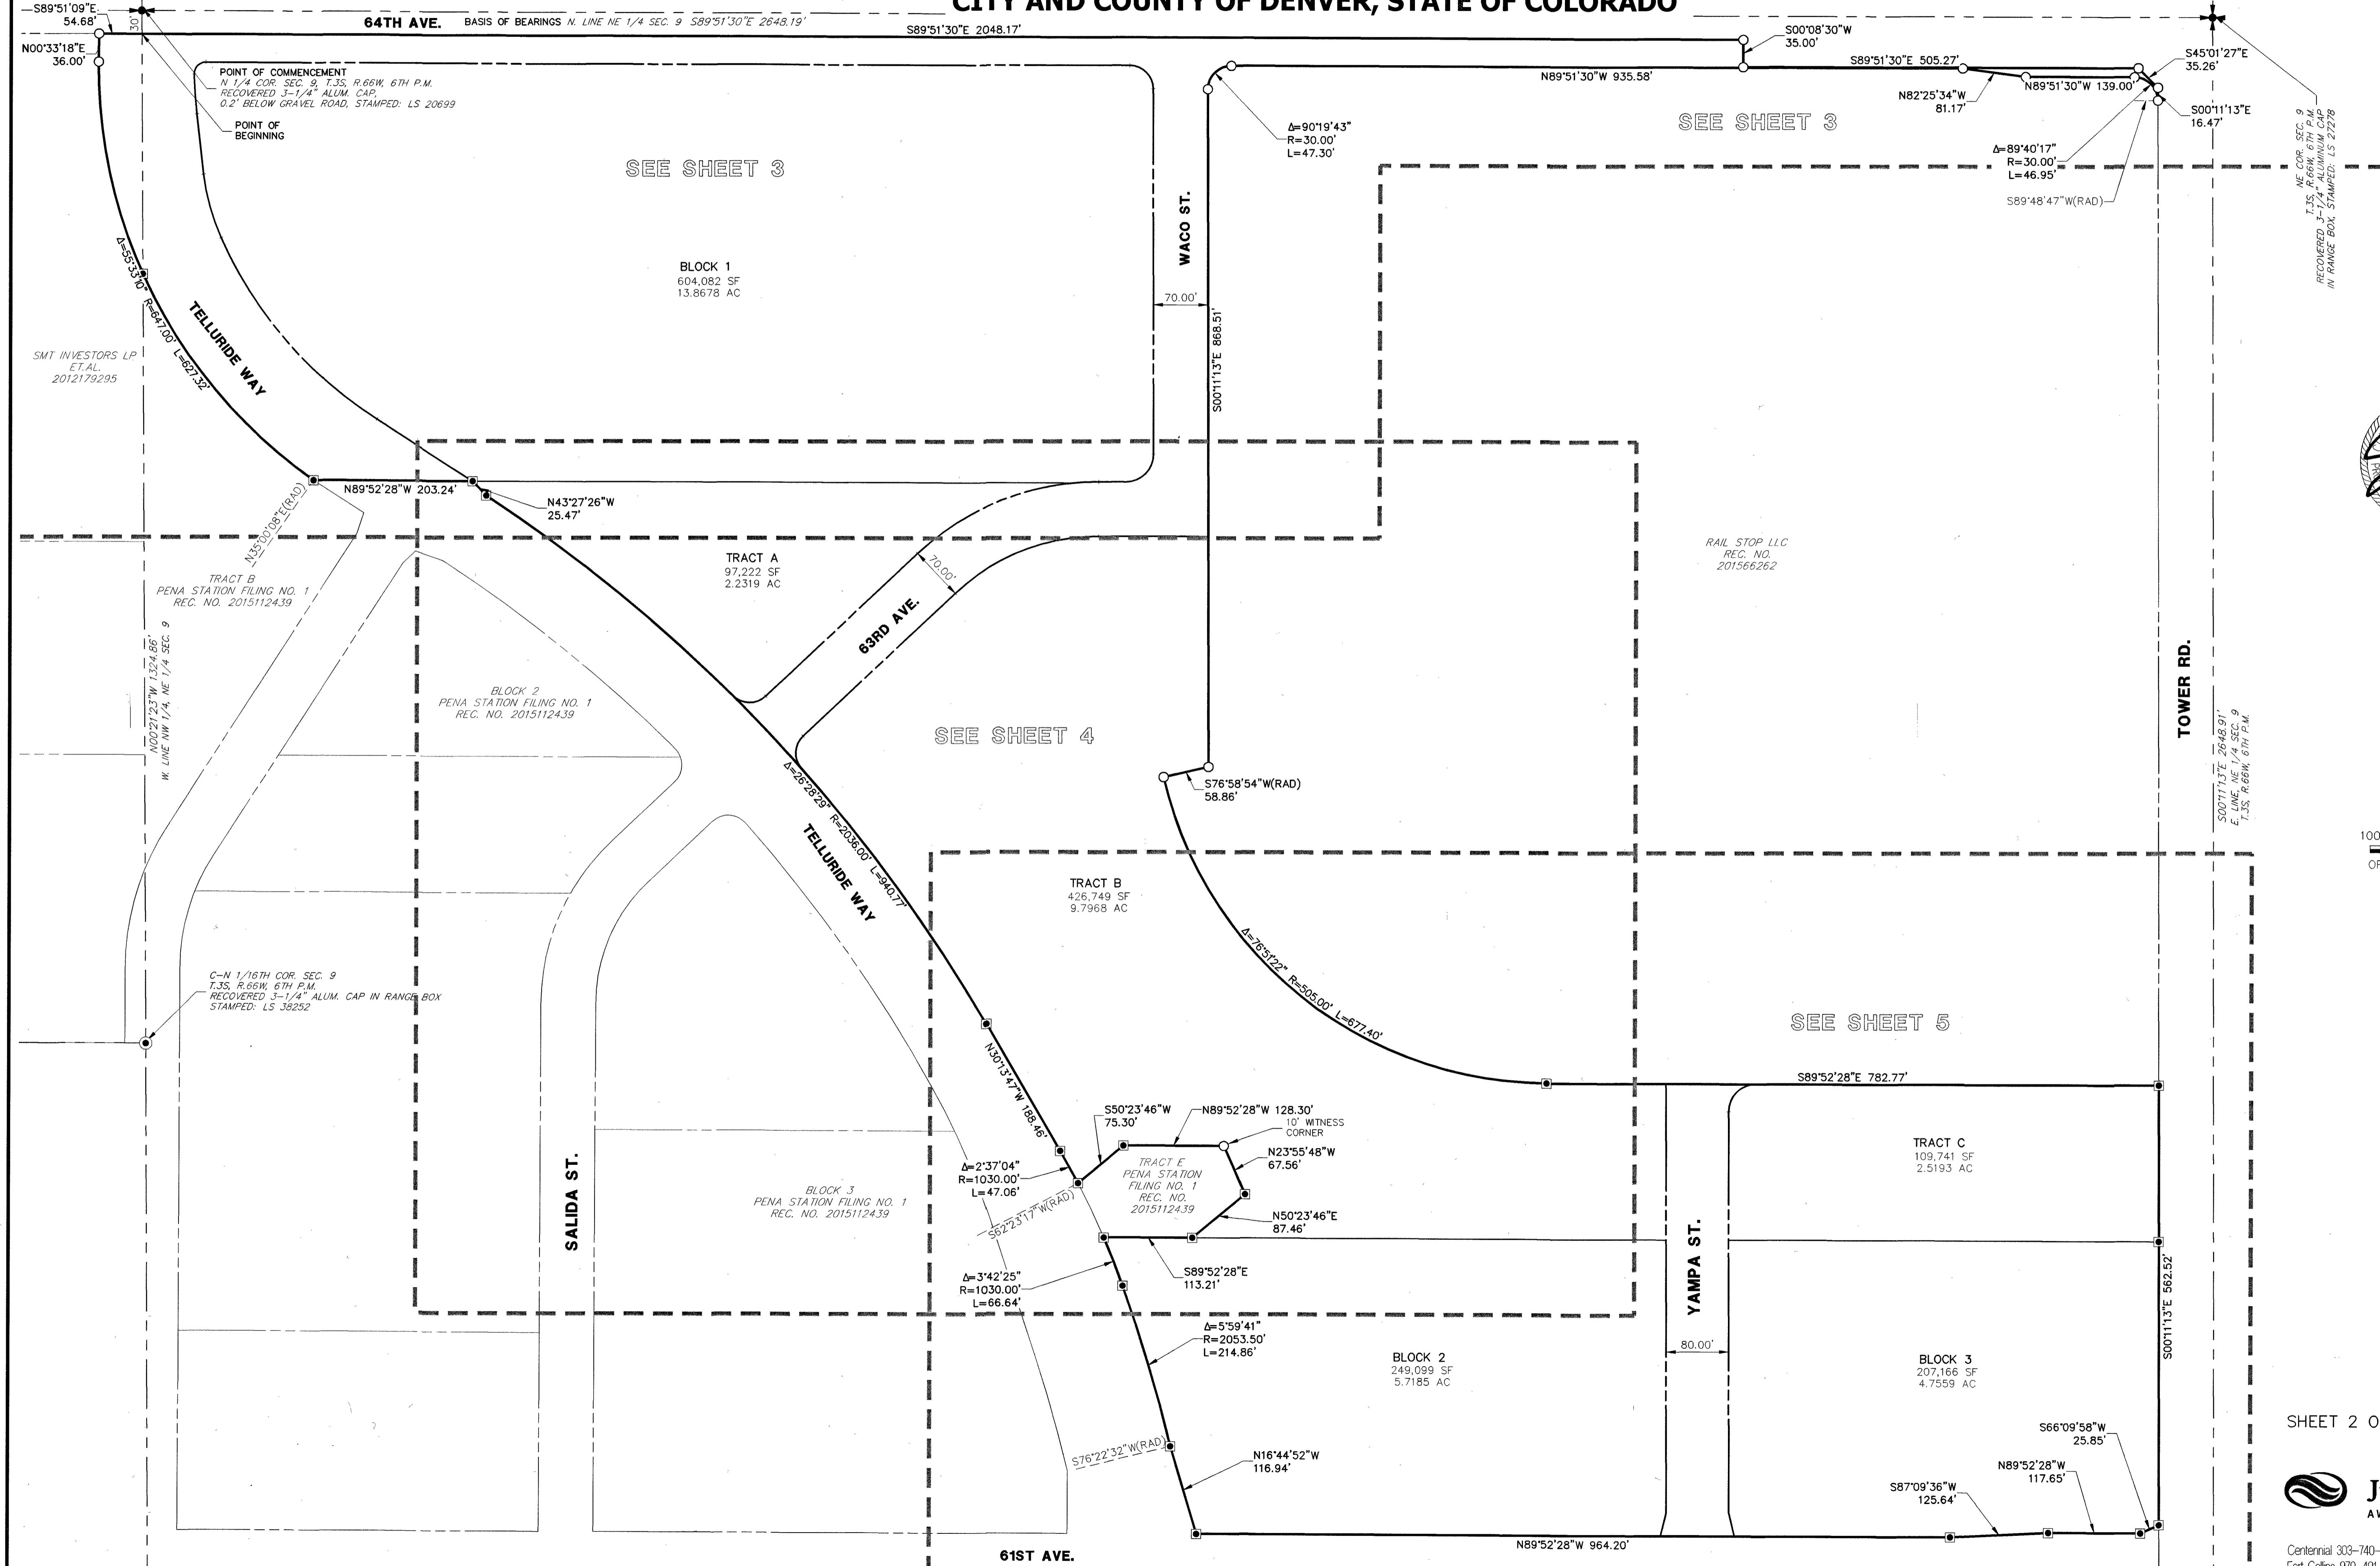 CITY AND COUNTY OF DENVER, STATE OF COLORADO
S89°51'09"E
54.68'
30'
64TH AVE.
BASIS OF BEARINGS N. LINE NE 1/4 SEC. 9 S89°51'30"E 2648.19'
S89°51'30"E 2048.17'
S00°08'30"W
35.00'
N00°33'18"E
36.00'
POINT OF COMMENCEMENT
N 1/4 COR. SEC. 9, T.3S, R.66W, 6TH P.M.
RECOVERED 3-1/4" ALUM. CAP,
0.2' BELOW GRAVEL ROAD, STAMPED: LS 20699
POINT OF
BEGINNING
N89°51'30"W 935.58'
S89°51'30"E 505.27'
S45°01'27"E
35.26'
N82°25'34"W
81.17'
N89°51'30"W 139.00'
S00°11'13"E
16.47'
Δ=90°19'43"
R=30.00'
L=47.30'
Δ=89°40'17"
R=30.00'
L=46.95'
S89°48'47"W(RAD)
NE COR. SEC. 9
T.3S, R.66W, 6TH P.M.
RECOVERED 3-1/4" ALUMINUM CAP
IN RANGE BOX, STAMPED: LS 27278
SEE SHEET 3
SEE SHEET 3
WACO ST.
BLOCK 1
604,082 SF
13.8678 AC
70.00'
S00°11'13"E 868.51'
Δ=55°33'10" R=647.00' L=627.32'
TELLURIDE WAY
SMT INVESTORS LP
ET.AL.
2012179295
N89°52'28"W 203.24'
N43°27'26"W
25.47'
N35°00'08"E(RAD)
TRACT A
97,222 SF
2.2319 AC
70.00'
63RD AVE.
RAIL STOP LLC
REC. NO.
201566262
TRACT B
PENA STATION FILING NO. 1
REC. NO. 2015112439
N00°21'23"W 1324.86'
W. LINE NW 1/4, NE 1/4 SEC. 9
BLOCK 2
PENA STATION FILING NO. 1
REC. NO. 2015112439
SEE SHEET 4
TOWER RD.
S00°11'13"E 2648.91'
E. LINE, NE 1/4 SEC. 9
T.3S, R.66W, 6TH P.M.
S76°58'54"W(RAD)
58.86'
Δ=26°28'29" R=2036.00' L=940.77'
TELLURIDE WAY
100
TRACT B
426,749 SF
9.7968 AC
Δ=76°51'22" R=505.00' L=677.40'
C-N 1/16TH COR. SEC. 9
T.3S, R.66W, 6TH P.M.
RECOVERED 3-1/4" ALUM. CAP IN RANGE BOX
STAMPED: LS 38252
SEE SHEET 5
N30°13'47"W 188.46'
S89°52'28"E 782.77'
S50°23'46"W
75.30'
N89°52'28"W 128.30'
10' WITNESS
CORNER
N23°55'48"W
67.56'
TRACT E
PENA STATION
FILING NO. 1
REC. NO.
2015112439
TRACT C
109,741 SF
2.5193 AC
Δ=2°37'04"
R=1030.00'
L=47.06'
S62°23'17"W(RAD)
SALIDA ST.
BLOCK 3
PENA STATION FILING NO. 1
REC. NO. 2015112439
N50°23'46"E
87.46'
YAMPA ST.
S89°52'28"E
113.21'
Δ=3°42'25"
R=1030.00'
L=66.64'
S00°11'13"E 562.52'
Δ=5°59'41"
R=2053.50'
L=214.86'
80.00'
BLOCK 2
249,099 SF
5.7185 AC
BLOCK 3
207,166 SF
4.7559 AC
S76°22'32"W(RAD)
N16°44'52"W
116.94'
S66°09'58"W
25.85'
N89°52'28"W
117.65'
S87°09'36"W
125.64'
SHEET 2 O
J
A W
N89°52'28"W 964.20'
61ST AVE.
Centennial 303-740-